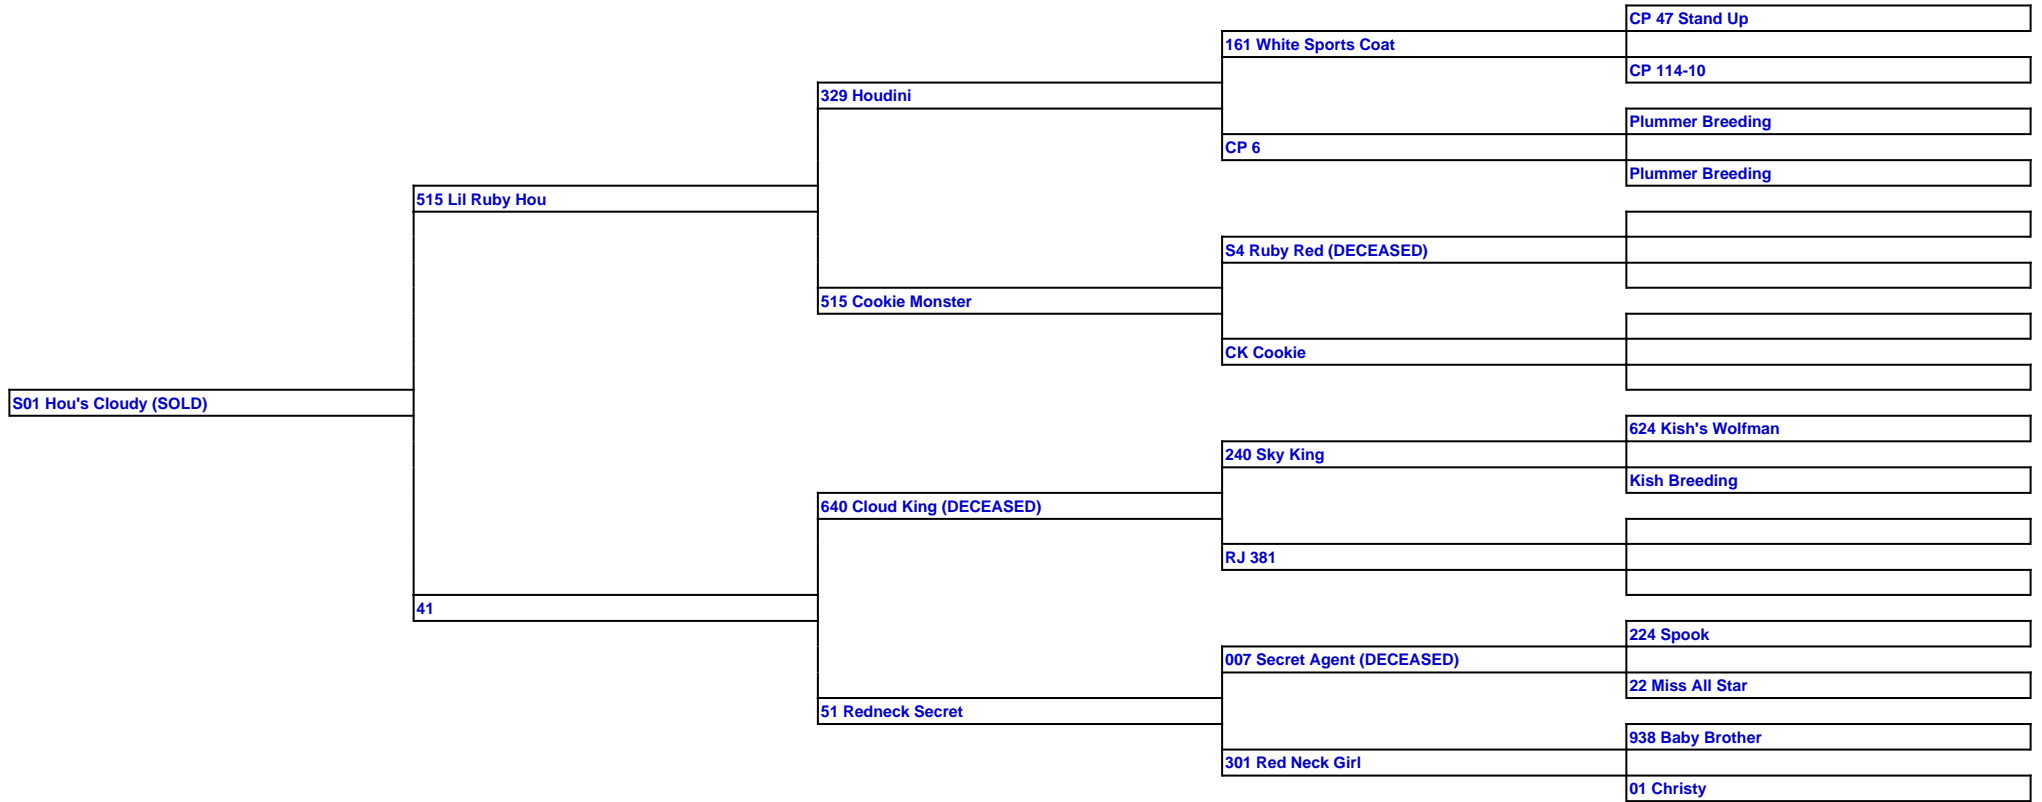 CP 47 Stand Up
161 White Sports Coat
CP 114-10
329 Houdini
Plummer Breeding
CP 6
Plummer Breeding
515 Lil Ruby Hou
S4 Ruby Red (DECEASED)
515 Cookie Monster
CK Cookie
S01 Hou's Cloudy (SOLD)
624 Kish's Wolfman
240 Sky King
Kish Breeding
640 Cloud King (DECEASED)
RJ 381
41
224 Spook
007 Secret Agent (DECEASED)
22 Miss All Star
51 Redneck Secret
938 Baby Brother
301 Red Neck Girl
01 Christy